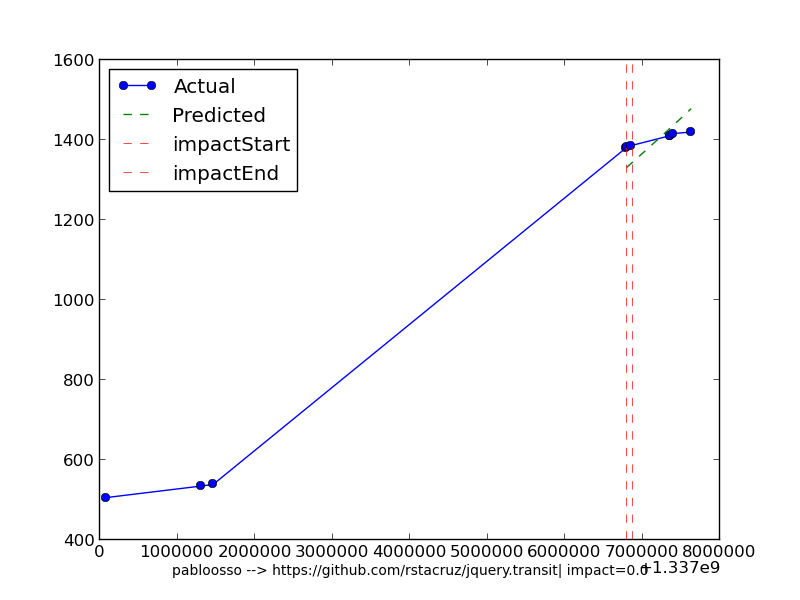 1600
1400
1200
1000
800
600
400
Actual
Predicted
impactStart
impactEnd
0 1000000 2000000 3000000 4000000 5000000 6000000 7000000 8000000
+1.337e9
pabloosso --> https://github.com/rstacruz/jquery.transit| impact=0.0